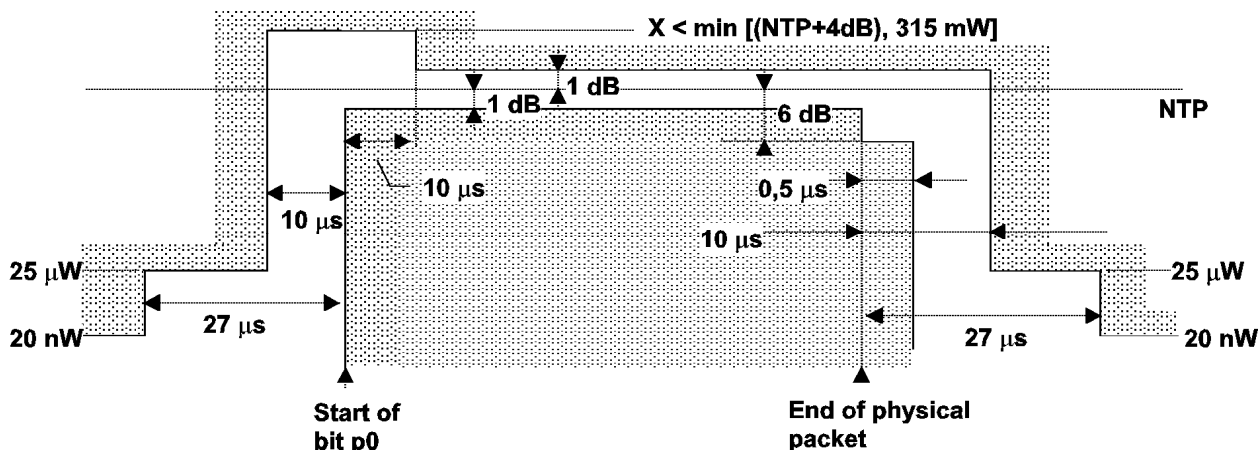 X < min [(NTP+4dB), 315 mW]
1 dB
1 dB
6 dB
NTP
10 μs
0,5 μs
10 μs
10 μs
25 μW
25 μW
27 μs
27 μs
20 nW
20 nW
Start of
bit p0
End of physical
packet